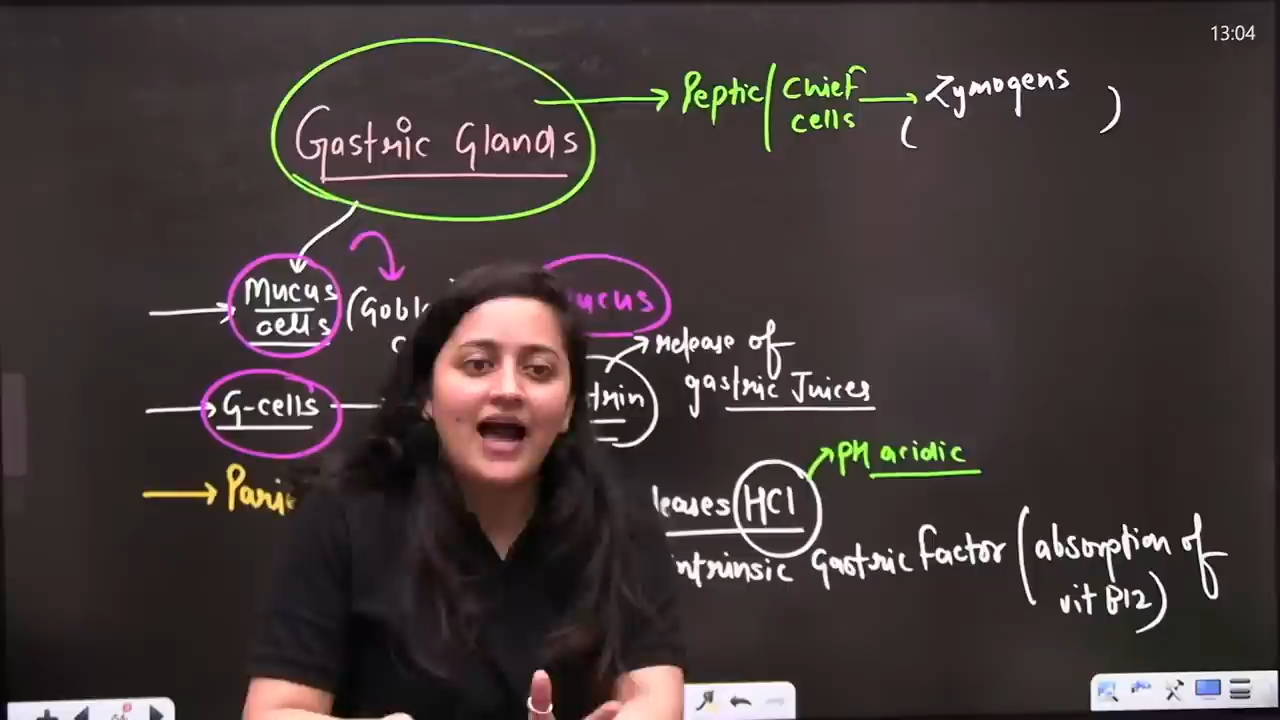 13:04
Gastric Glands
Peptic/ Chief cells
Zymogens
( )
Mucus cells
release of
gastric Juices
G-cells
PH acidic
HCl
intrinsic Gastric factor (absorption of
vit B12)